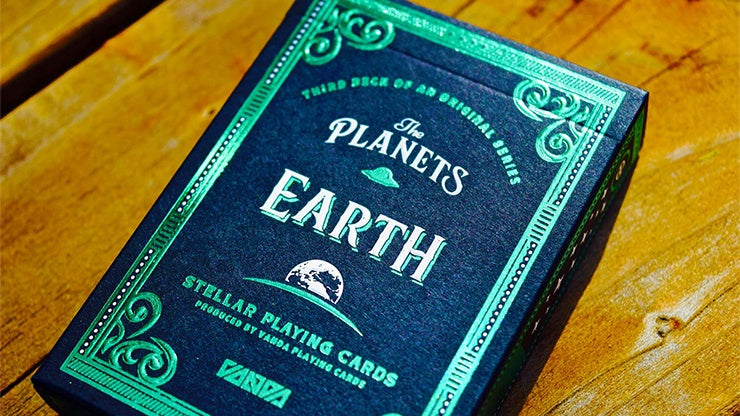 THIRD DECK OF AN ORIGINAL SERIES
The
PLANETS
EARTH
STELLAR PLAYING CARDS
PRODUCED BY VANDA PLAYING CARDS
VANDA